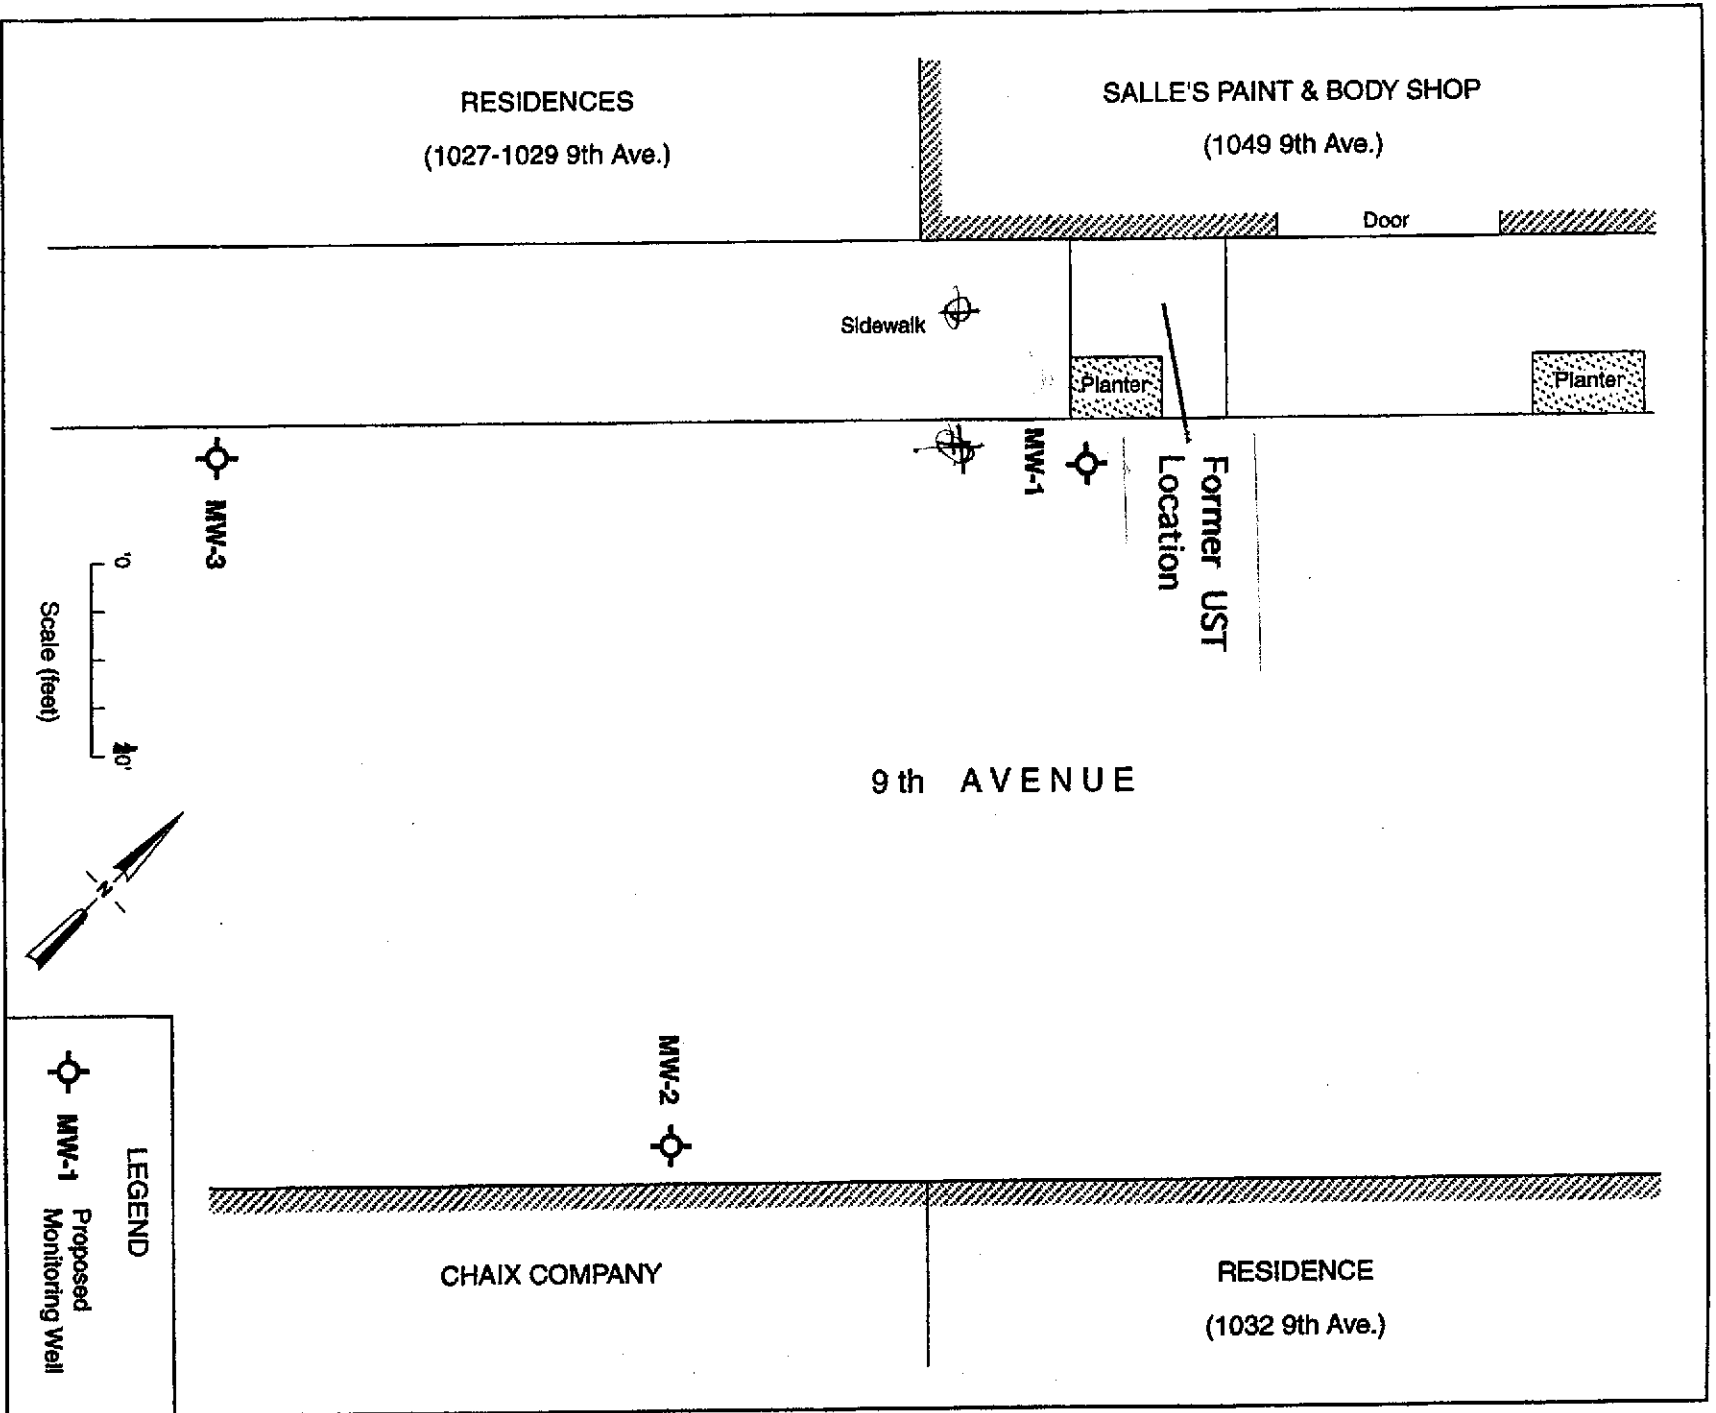 RESIDENCES
(1027-1029 9th Ave.)
SALLE'S PAINT & BODY SHOP
(1049 9th Ave.)
Door
Sidewalk
Planter
Planter
MW-1
Former UST
Location
MW-3
0'
Scale (feet)
9 th AVENUE
N
MW-2
LEGEND
MW-1 Proposed
Monitoring Well
CHAIX COMPANY
RESIDENCE
(1032 9th Ave.)